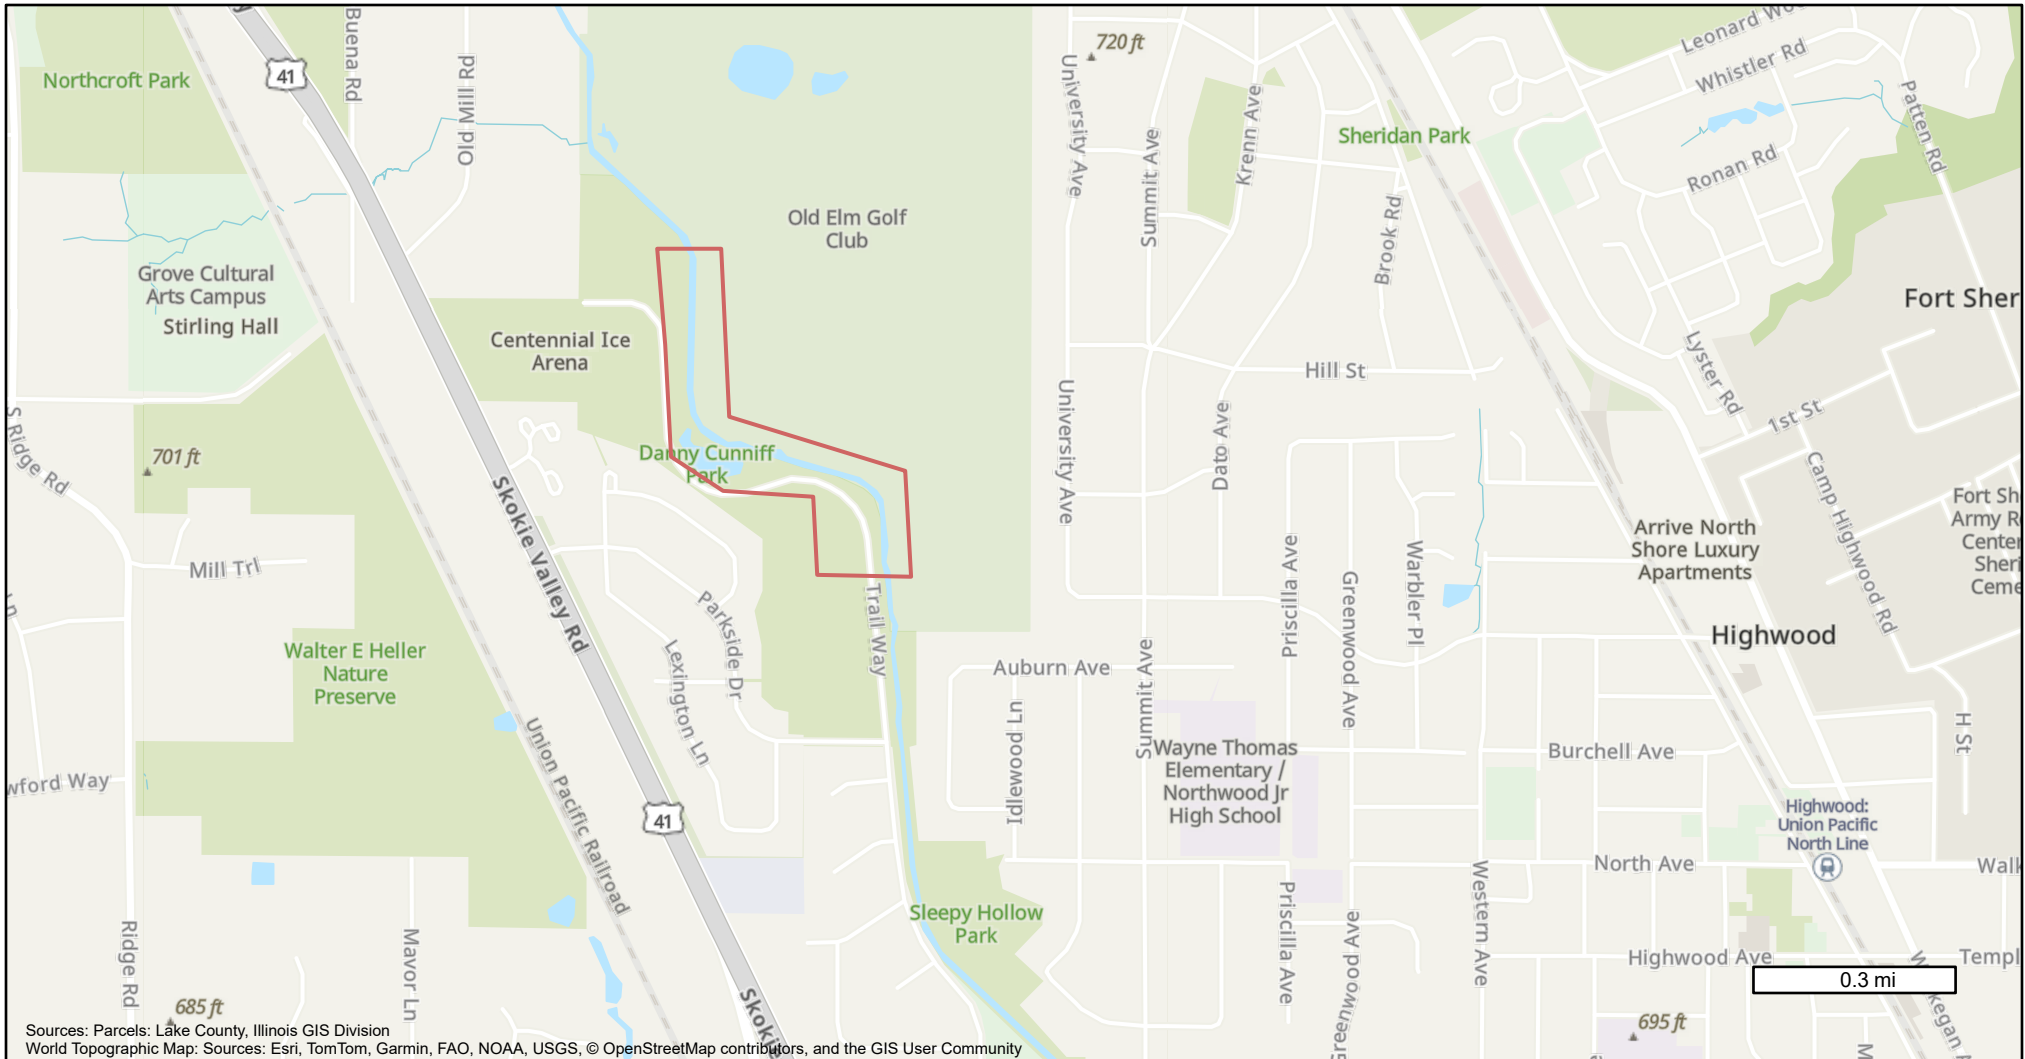 Northcroft Park
41
Buena Rd
Old Mill Rd
Grove Cultural
Arts Campus
Stirling Hall
S Ridge Rd
701 ft
Mill Trl
Walter E Heller
Nature
Preserve
Ridge Rd
Mavor Ln
685 ft
Centennial Ice
Arena
Danny Cunniff
Park
Old Elm Golf
Club
Skokie Valley Rd
Union Pacific Railroad
41
Parkside Dr
Lexington Ln
Trail Way
Sleepy Hollow
Park
University Ave
University Ave
720 ft
Summit Ave
Krenn Ave
Sheridan Park
Brook Rd
Hill St
Dato Ave
Leonard
Whistler Rd
Patten Rd
Ronan Rd
Lyster Rd
1st St
Camp Highwood Rd
Arrive North
Shore Luxury
Apartments
Highwood
Priscilla Ave
Greenwood Ave
Warbler Pl
Auburn Ave
Idlewood Ln
Summit Ave
Wayne Thomas
Elementary /
Northwood Jr
High School
Burchell Ave
H St
Highwood:
Union Pacific
North Line
North Ave
Priscilla Ave
Western Ave
Highwood Ave
695 ft
0.3 mi
Sources: Parcels: Lake County, Illinois GIS Division
World Topographic Map: Sources: Esri, TomTom, Garmin, FAO, NOAA, USGS, © OpenStreetMap contributors, and the GIS User Community